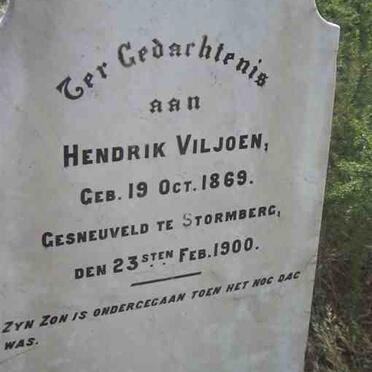 Ter Gedachtenis
aan
HENDRIK VILJOEN,
GEB. 19 OCT. 1869.
GESNEUVELD TE STORMBERG,
DEN 23STEN FEB. 1900.
ZYN ZON IS ONDERGEGAAN TOEN HET NOG DAG
WAS.